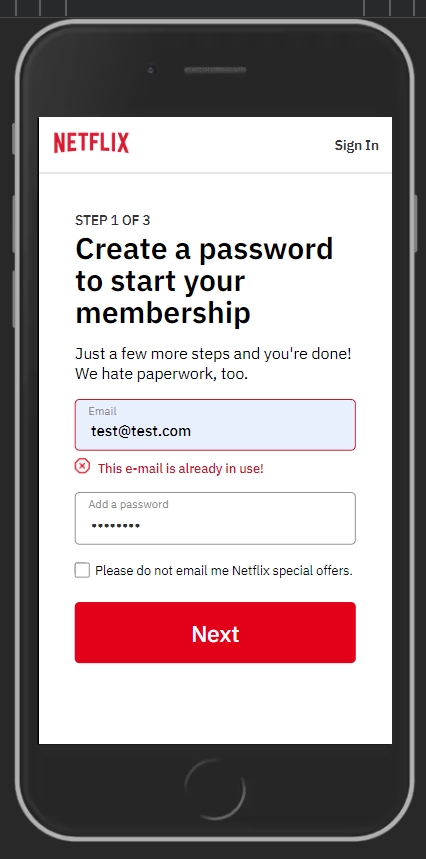 NETFLIX
Sign In
STEP 1 OF 3
Create a password
to start your
membership
Just a few more steps and you're done!
We hate paperwork, too.
Email
test@test.com
This e-mail is already in use!
Add a password
••••••••
Please do not email me Netflix special offers.
Next